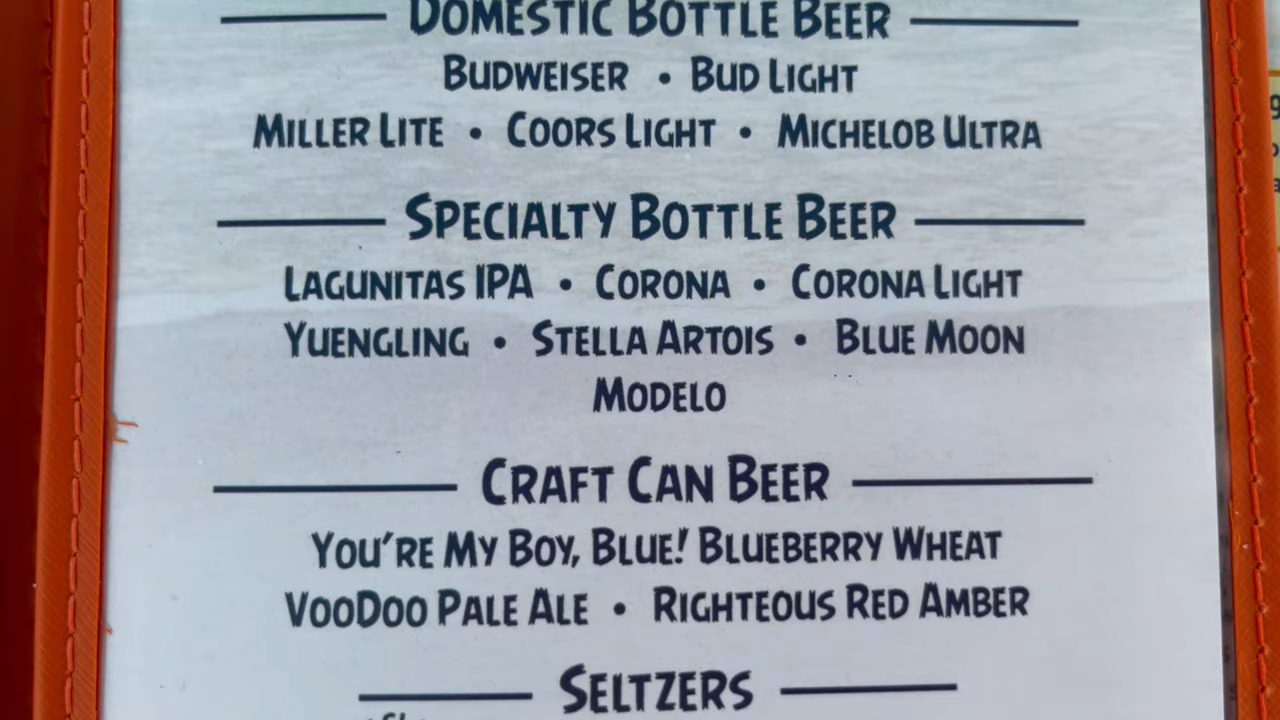 DOMESTIC BOTTLE BEER
BUDWEISER • BUD LIGHT
MILLER LITE • COORS LIGHT • MICHELOB ULTRA
SPECIALTY BOTTLE BEER
LAGUNITAS IPA • CORONA • CORONA LIGHT
YUENGLING • STELLA ARTOIS • BLUE MOON
MODELO
CRAFT CAN BEER
YOU'RE MY BOY, BLUE! BLUEBERRY WHEAT
VOODOO PALE ALE • RIGHTEOUS RED AMBER
SELTZERS